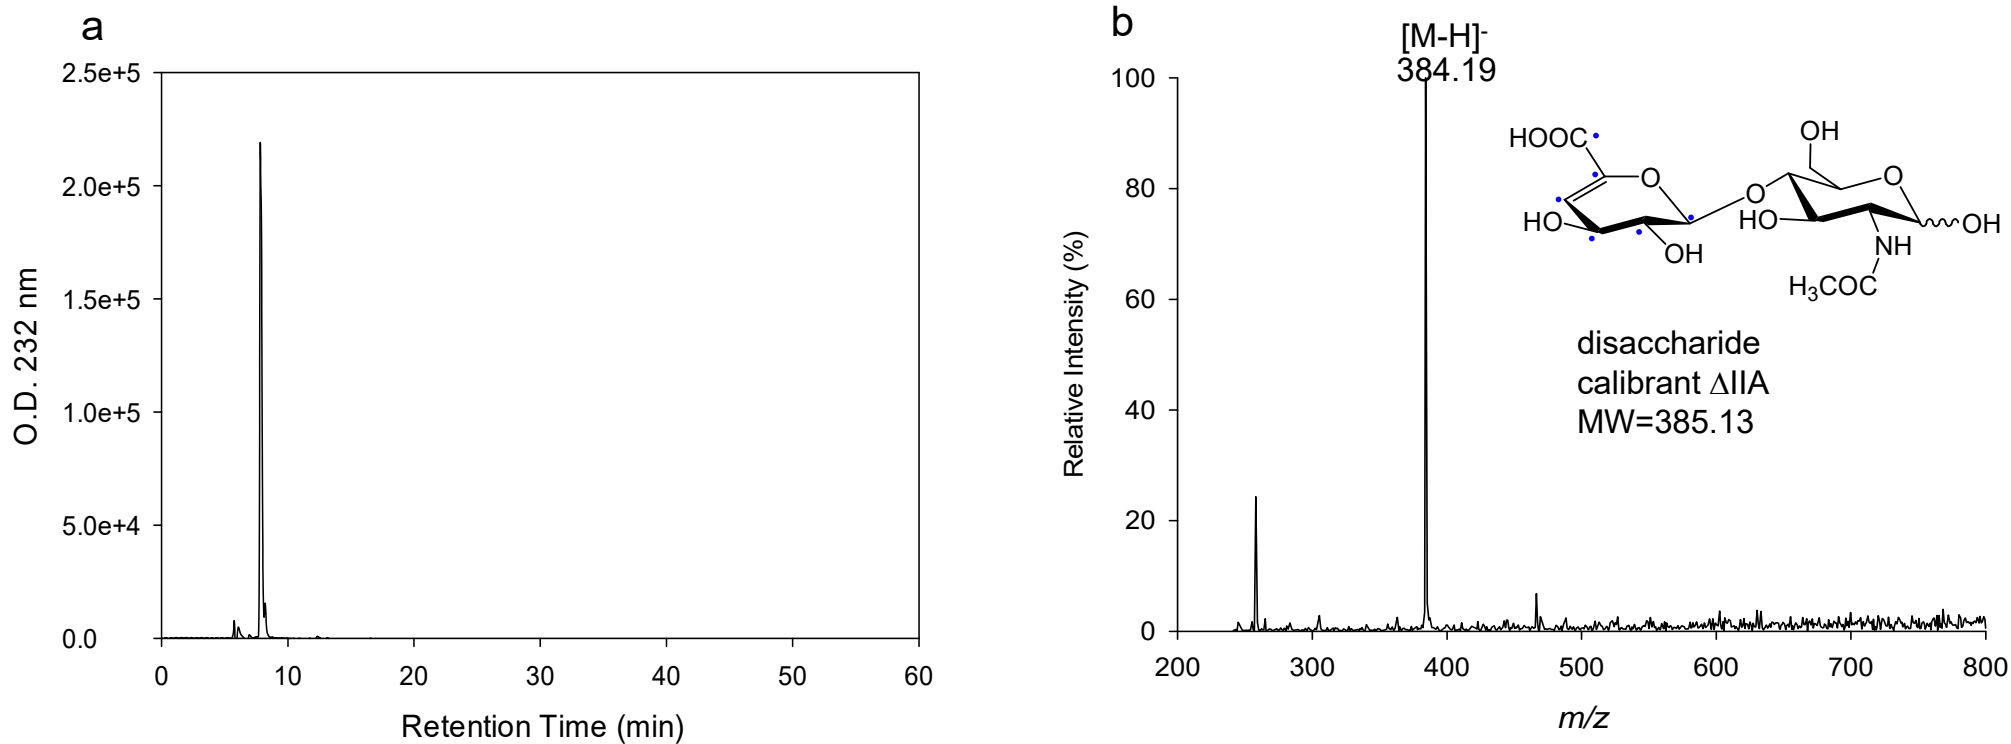 a
2.5e+5
2.0e+5
1.5e+5
1.0e+5
5.0e+4
0.0
O.D. 232 nm
0 10 20 30 40 50 60
Retention Time (min)
b
[M-H]-
384.19
100
80
60
40
20
0
Relative Intensity (%)
HOOC
O
HO
OH
O
OH
O
HO
OH
NH
H3COC
disaccharide
calibrant ΔIIA
MW=385.13
200 300 400 500 600 700 800
m/z